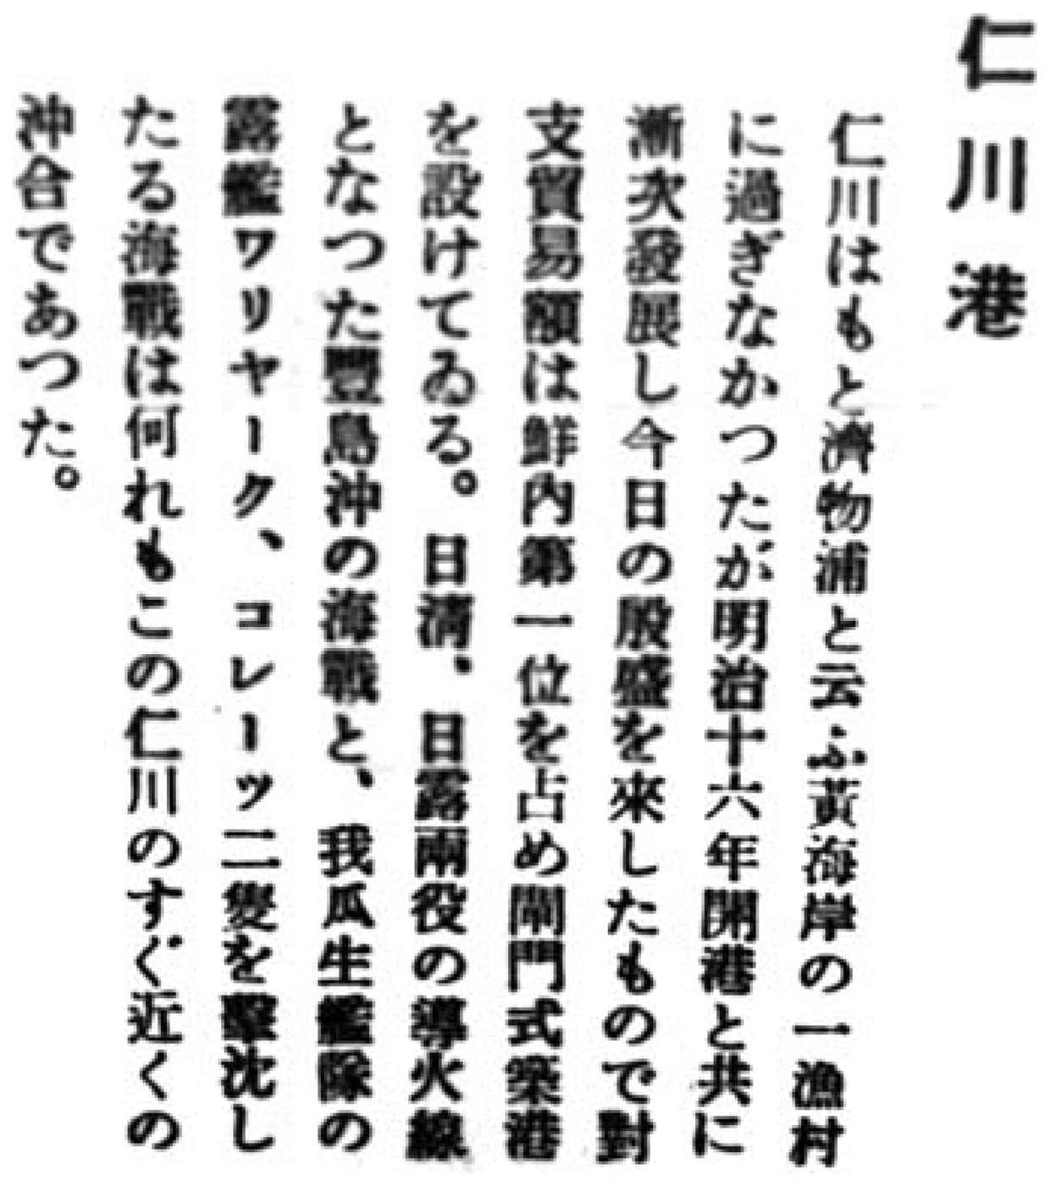 仁川港
仁川はもと濟物浦と云ふ黃海岸の一漁村
に過ぎなかつたが明治十六年開港と共に
漸次發展し今日の殷盛を來したもので對
支貿易額は鮮內第一位を占め閘門式築港
を設けてゐる。日淸、日露兩役の導火線
となつた豐島沖の海戰と、我瓜生艦隊の
露艦ワリヤーク、コレーツ二隻を擊沈し
たる海戰は何れもこの仁川のすぐ近くの
沖合であつた。